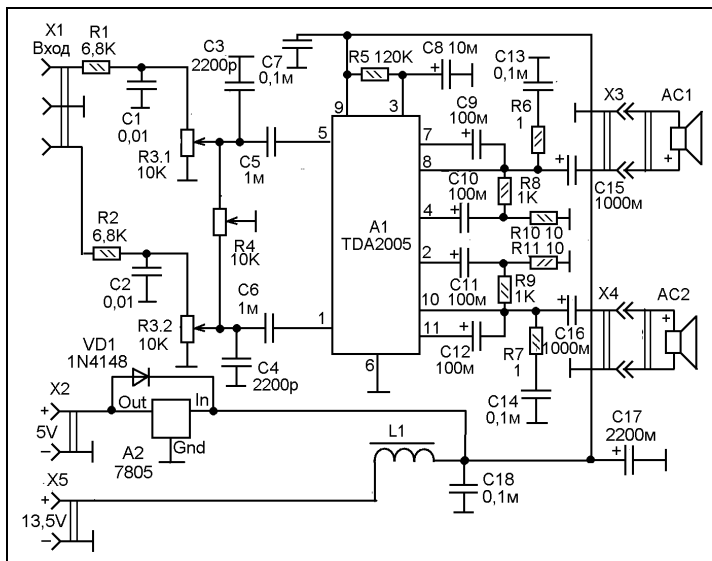 X1
Вход
R1
6,8K
C1
0,01
R3.1
10K
C3
2200p
C7
0,1м
C5
1м
R4
10K
R2
6,8K
C2
0,01
R3.2
10K
C6
1м
C4
2200p
R5 120K
C8 10м
9
3
5
7
8
4
2
10
11
1
6
A1
TDA2005
C9
100м
C10
100м
C11
100м
C12
100м
C13
0,1м
R6
1
R8
1K
R10 10
R11 10
R9
1K
R7
1
C14
0,1м
C15
1000м
C16
1000м
X3
AC1
X4
AC2
VD1
1N4148
X2
+
5V
−
Out
In
Gnd
A2
7805
X5
+
13,5V
−
L1
C18
0,1м
C17
2200м